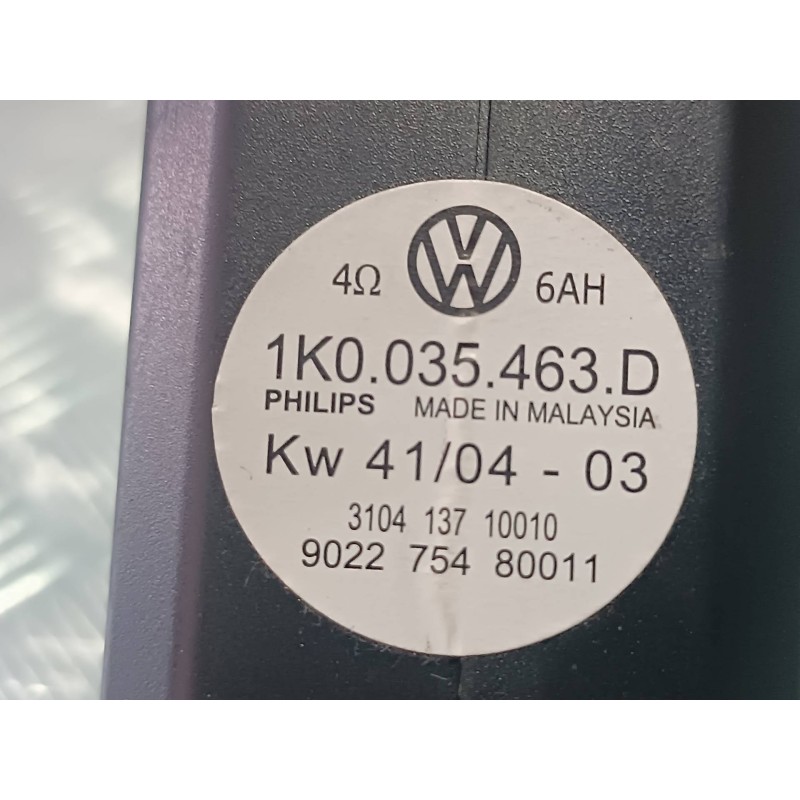 4Ω VW 6AH
1K0.035.463.D
PHILIPS MADE IN MALAYSIA
Kw 41/04 - 03
3104 137 10010
9022 754 80011